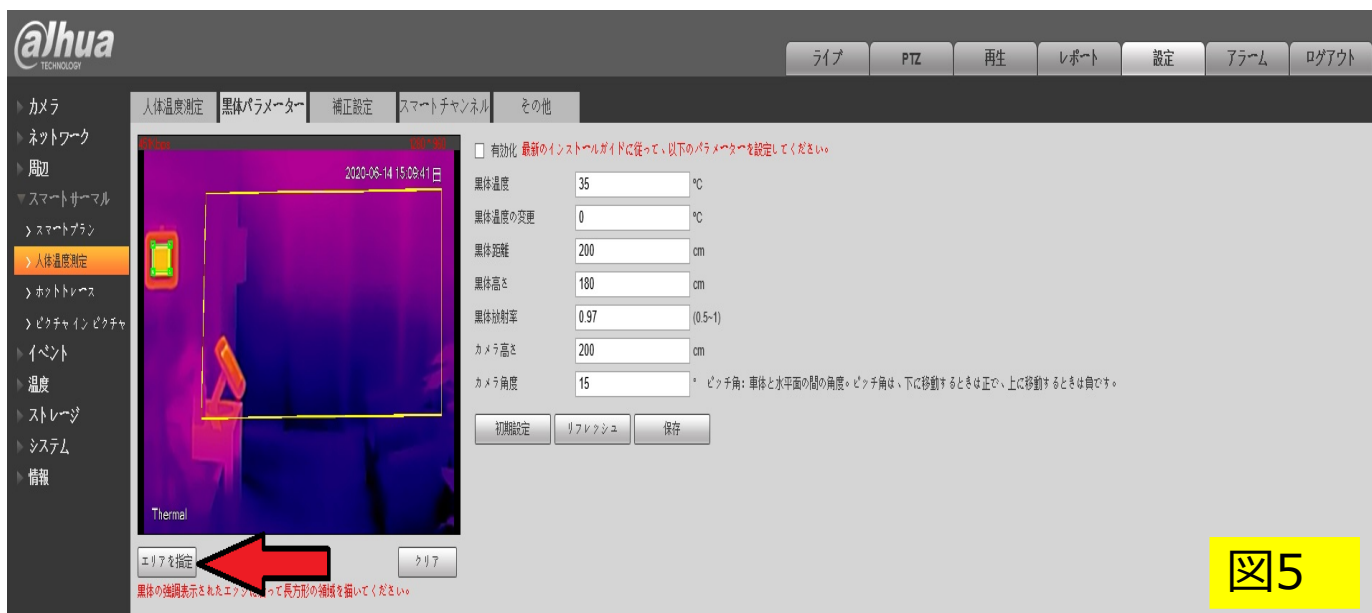 alhua
TECHNOLOGY
ライブ PTZ 再生 レポート 設定 アラーム ログアウト
カメラ
ネットワーク
周辺
スマートサーマル
スマートプラン
人体温度測定
ホットトレース
ピクチャ イン ピクチャ
イベント
温度
ストレージ
システム
情報
人体温度測定 黒体パラメーター 補正設定 スマートチャンネル その他
2020-06-14 15:09:41 日
Thermal
エリアを指定 クリア
黒体の強調表示されたエッジ って長方形の領域を描いてください。
有効化 最新のインストールガイドに従って、以下のパラメーターを設定してください。
黒体温度 35 °C
黒体温度の変更 0 °C
黒体距離 200 cm
黒体高さ 180 cm
黒体放射率 0.97 (0.5~1)
カメラ高さ 200 cm
カメラ角度 15 ° ピッチ角: 車体と水平面の間の角度。ピッチ角は、下に移動するときは正で、上に移動するときは負です。
初期設定 リフレッシュ 保存
図5